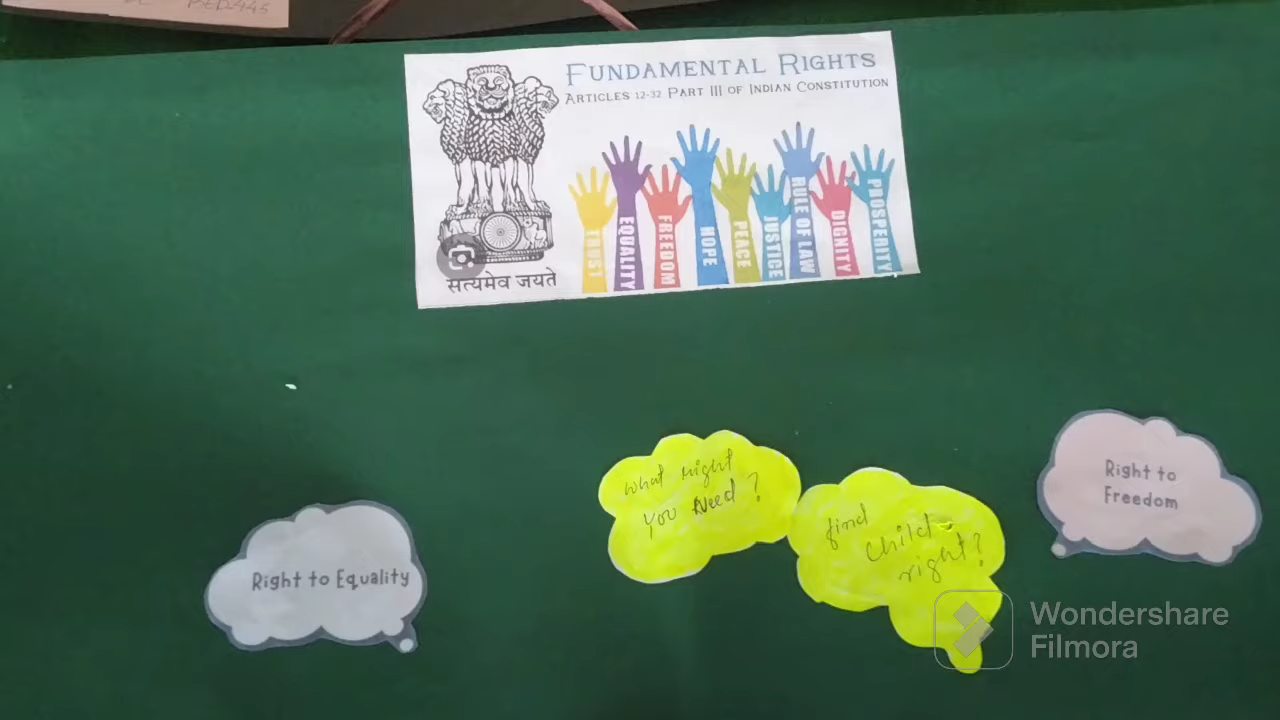 FUNDAMENTAL RIGHTS
ARTICLES 12-32 PART III OF INDIAN CONSTITUTION
TRUST
EQUALITY
FREEDOM
HOPE
PEACE
JUSTICE
RULE OF LAW
DIGNITY
PROSPERITY
सत्यमेव जयते
what right
you Need?
find
child
right?
Right to
Freedom
Right to Equality
Wondershare
Filmora